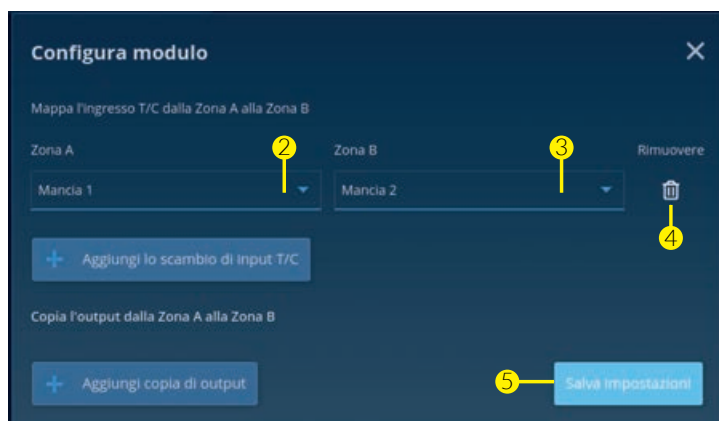 Configura modulo
Mappa l'ingresso T/C dalla Zona A alla Zona B
Zona A 2 Zona B 3 Rimuovere
Mancia 1 Mancia 2
4
+ Aggiungi lo scambio di input T/C
Copia l'output dalla Zona A alla Zona B
+ Aggiungi copia di output 5 Salva impostazioni